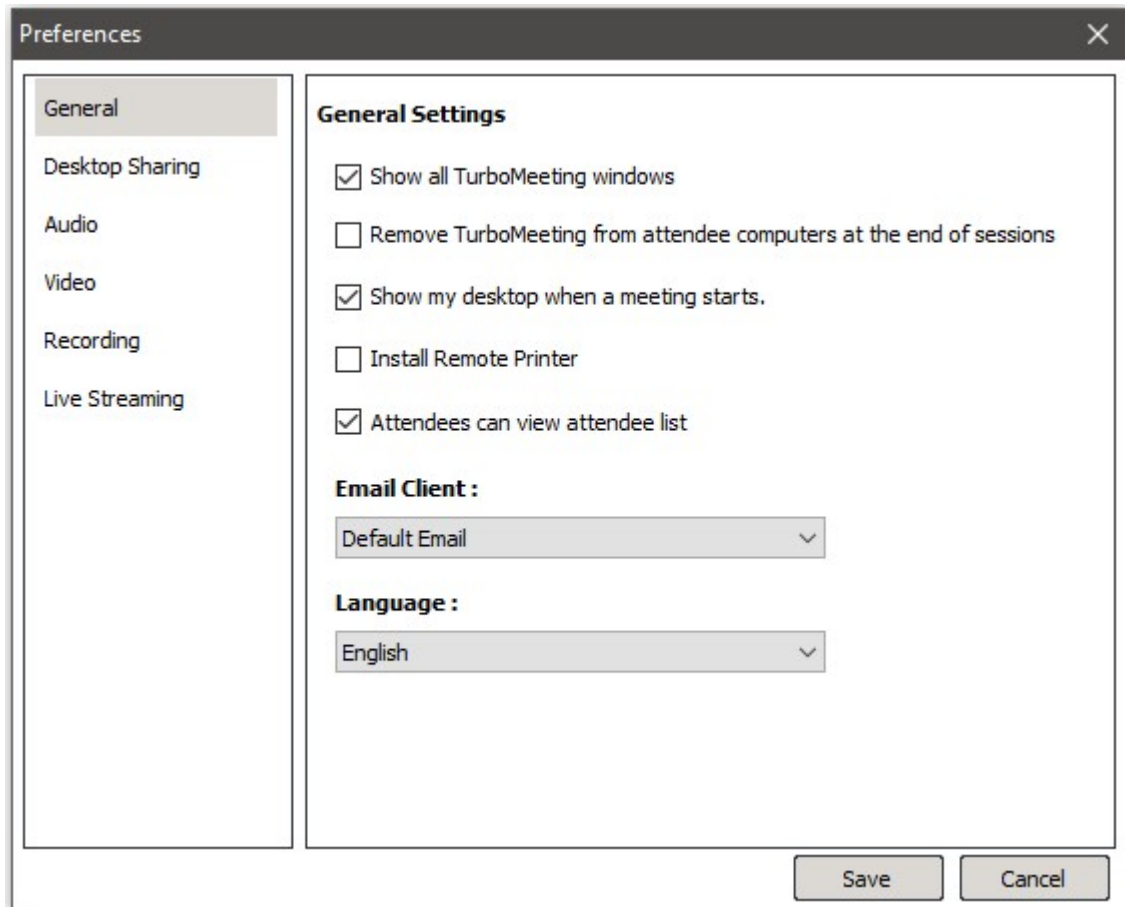 Preferences
General
Desktop Sharing
Audio
Video
Recording
Live Streaming
General Settings
Show all TurboMeeting windows
Remove TurboMeeting from attendee computers at the end of sessions
Show my desktop when a meeting starts.
Install Remote Printer
Attendees can view attendee list
Email Client :
Default Email
Language :
English
Save
Cancel